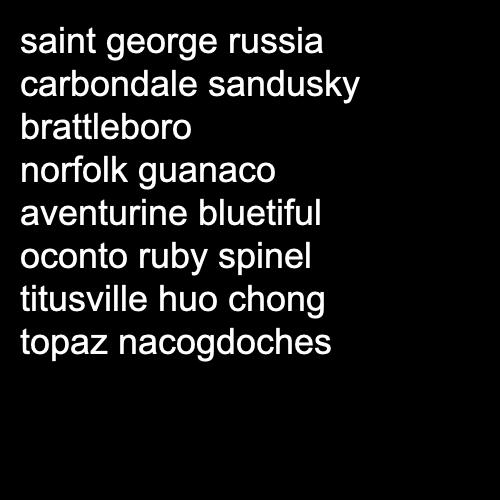 saint george russia
carbondale sandusky
brattleboro
norfolk guanaco
aventurine bluetiful
oconto ruby spinel
titusville huo chong
topaz nacogdoches